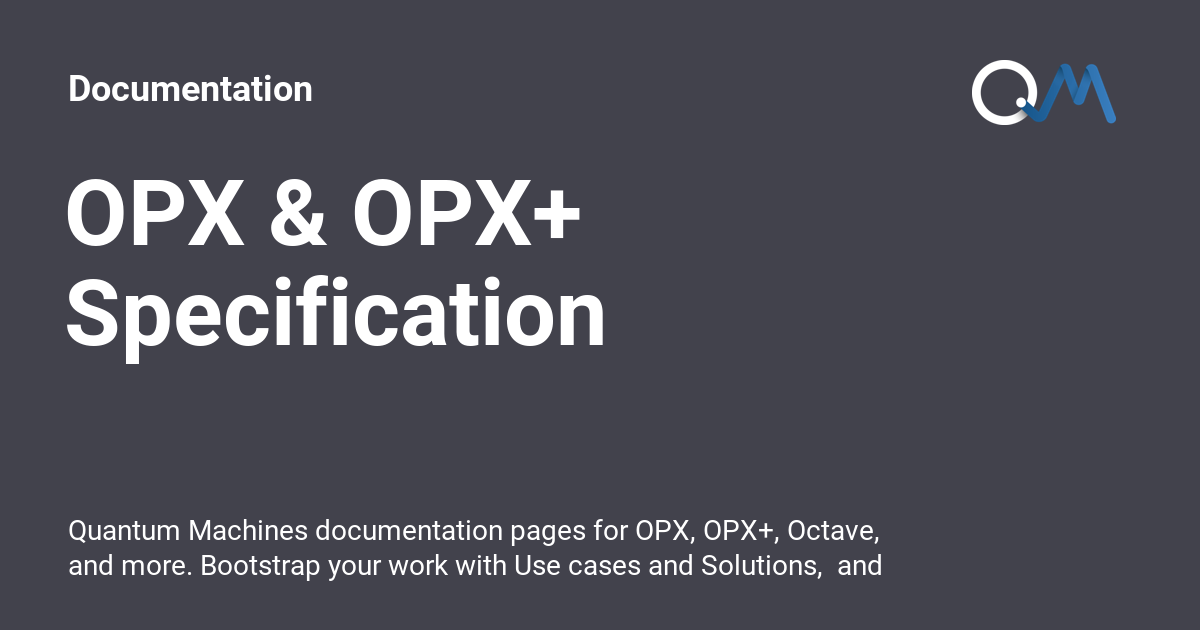 Documentation
QM
OPX & OPX+
Specification
Quantum Machines documentation pages for OPX, OPX+, Octave,
and more. Bootstrap your work with Use cases and Solutions,  and